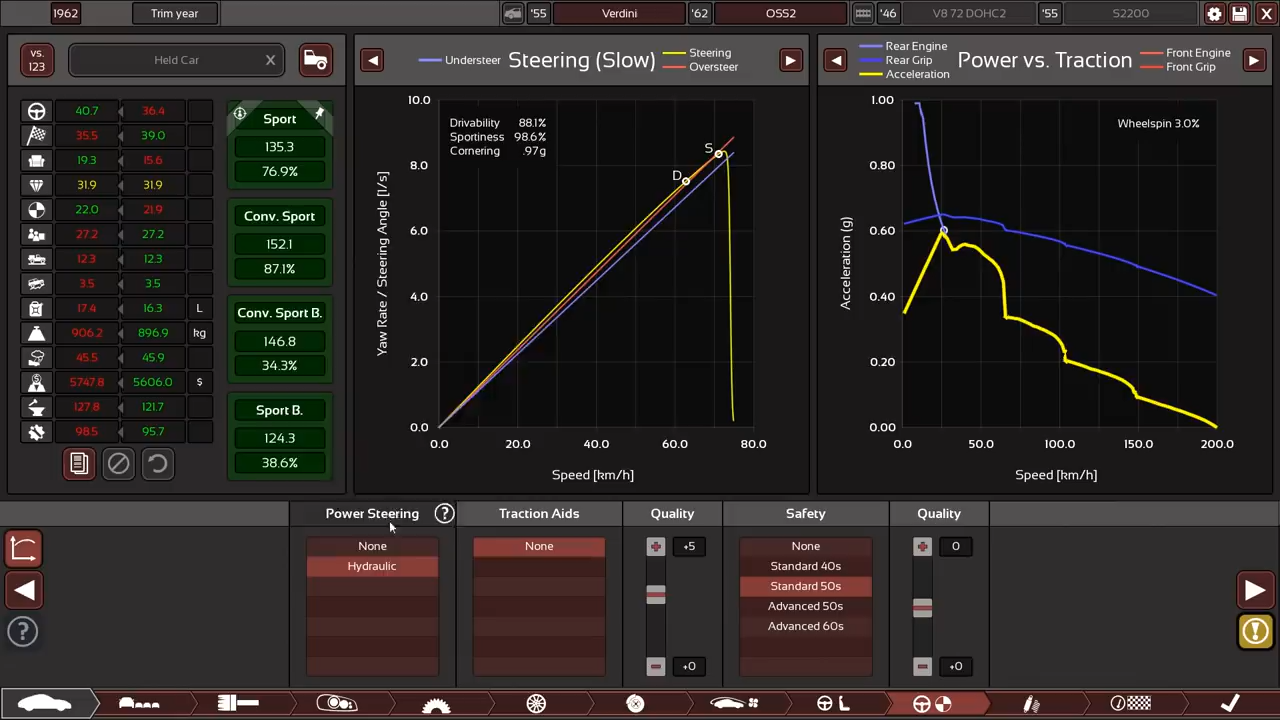 1962
Trim year
'55
Verdini
'62
OSS2
'46
V8 72 DOHC2
'55
S2200
vs.
123
Held Car
X
40.7 36.4
35.5 39.0
19.3 15.6
31.9 31.9
22.0 21.9
27.2 27.2
12.3 12.3
3.5 3.5
17.4 16.3 L
906.2 896.9 kg
45.5 45.9
5747.8 5606.0 $
127.8 121.7
98.5 95.7
Sport
135.3
76.9%
Conv. Sport
152.1
87.1%
Conv. Sport B.
146.8
34.3%
Sport B.
124.3
38.6%
Understeer
Steering (Slow)
Steering
Oversteer
Drivability 88.1%
Sportiness 98.6%
Cornering .97g
S
D
10.0
8.0
6.0
4.0
2.0
0.0
Yaw Rate / Steering Angle [1/s]
0.0 20.0 40.0 60.0 80.0
Speed [km/h]
Rear Engine
Rear Grip
Acceleration
Power vs. Traction
Front Engine
Front Grip
Wheelspin 3.0%
1.00
0.80
0.60
0.40
0.20
0.00
Acceleration [g]
0.0 50.0 100.0 150.0 200.0
Speed [km/h]
Power Steering
?
None
Hydraulic
Traction Aids
None
Quality
+5
+0
Safety
None
Standard 40s
Standard 50s
Advanced 50s
Advanced 60s
Quality
0
+0
?